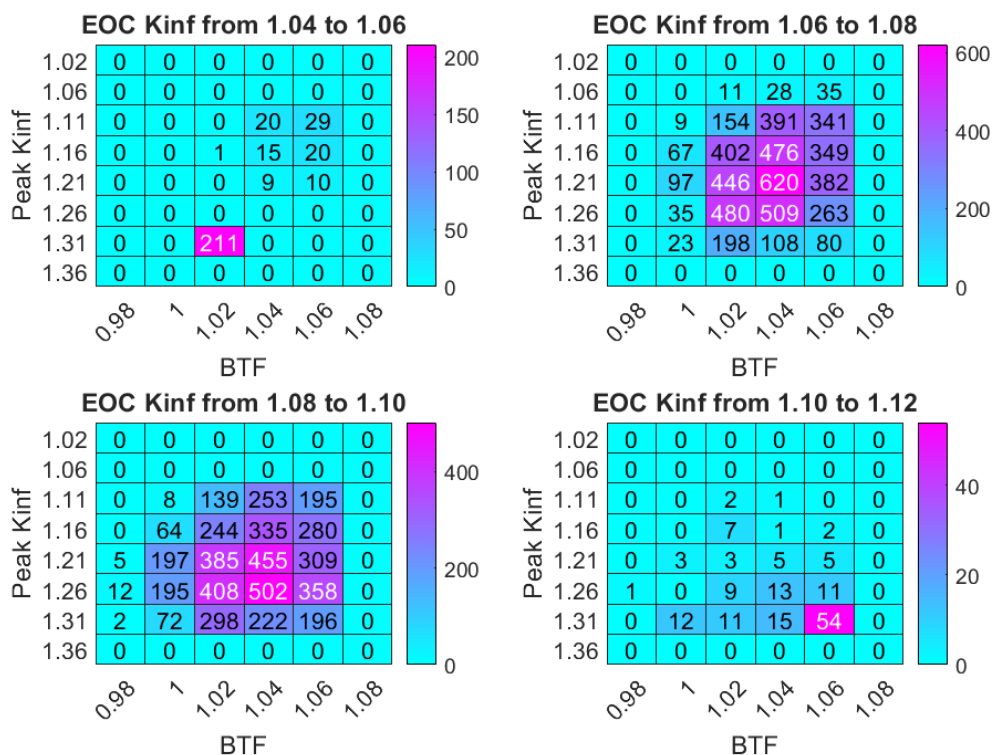 EOC Kinf from 1.04 to 1.06
Peak Kinf
1.02 0 0 0 0 0 0
1.06 0 0 0 0 0 0
1.11 0 0 0 20 29 0
1.16 0 0 1 15 20 0
1.21 0 0 0 9 10 0
1.26 0 0 0 0 0 0
1.31 0 0 211 0 0 0
1.36 0 0 0 0 0 0
0.98 1 1.02 1.04 1.06 1.08
BTF
200
150
100
50
0
EOC Kinf from 1.06 to 1.08
Peak Kinf
1.02 0 0 0 0 0 0
1.06 0 0 11 28 35 0
1.11 0 9 154 391 341 0
1.16 0 67 402 476 349 0
1.21 0 97 446 620 382 0
1.26 0 35 480 509 263 0
1.31 0 23 198 108 80 0
1.36 0 0 0 0 0 0
0.98 1 1.02 1.04 1.06 1.08
BTF
600
400
200
0
EOC Kinf from 1.08 to 1.10
Peak Kinf
1.02 0 0 0 0 0 0
1.06 0 0 0 0 0 0
1.11 0 8 139 253 195 0
1.16 0 64 244 335 280 0
1.21 5 197 385 455 309 0
1.26 12 195 408 502 358 0
1.31 2 72 298 222 196 0
1.36 0 0 0 0 0 0
0.98 1 1.02 1.04 1.06 1.08
BTF
400
200
0
EOC Kinf from 1.10 to 1.12
Peak Kinf
1.02 0 0 0 0 0 0
1.06 0 0 0 0 0 0
1.11 0 0 2 1 0 0
1.16 0 0 7 1 2 0
1.21 0 3 3 5 5 0
1.26 1 0 9 13 11 0
1.31 0 12 11 15 54 0
1.36 0 0 0 0 0 0
0.98 1 1.02 1.04 1.06 1.08
BTF
40
20
0